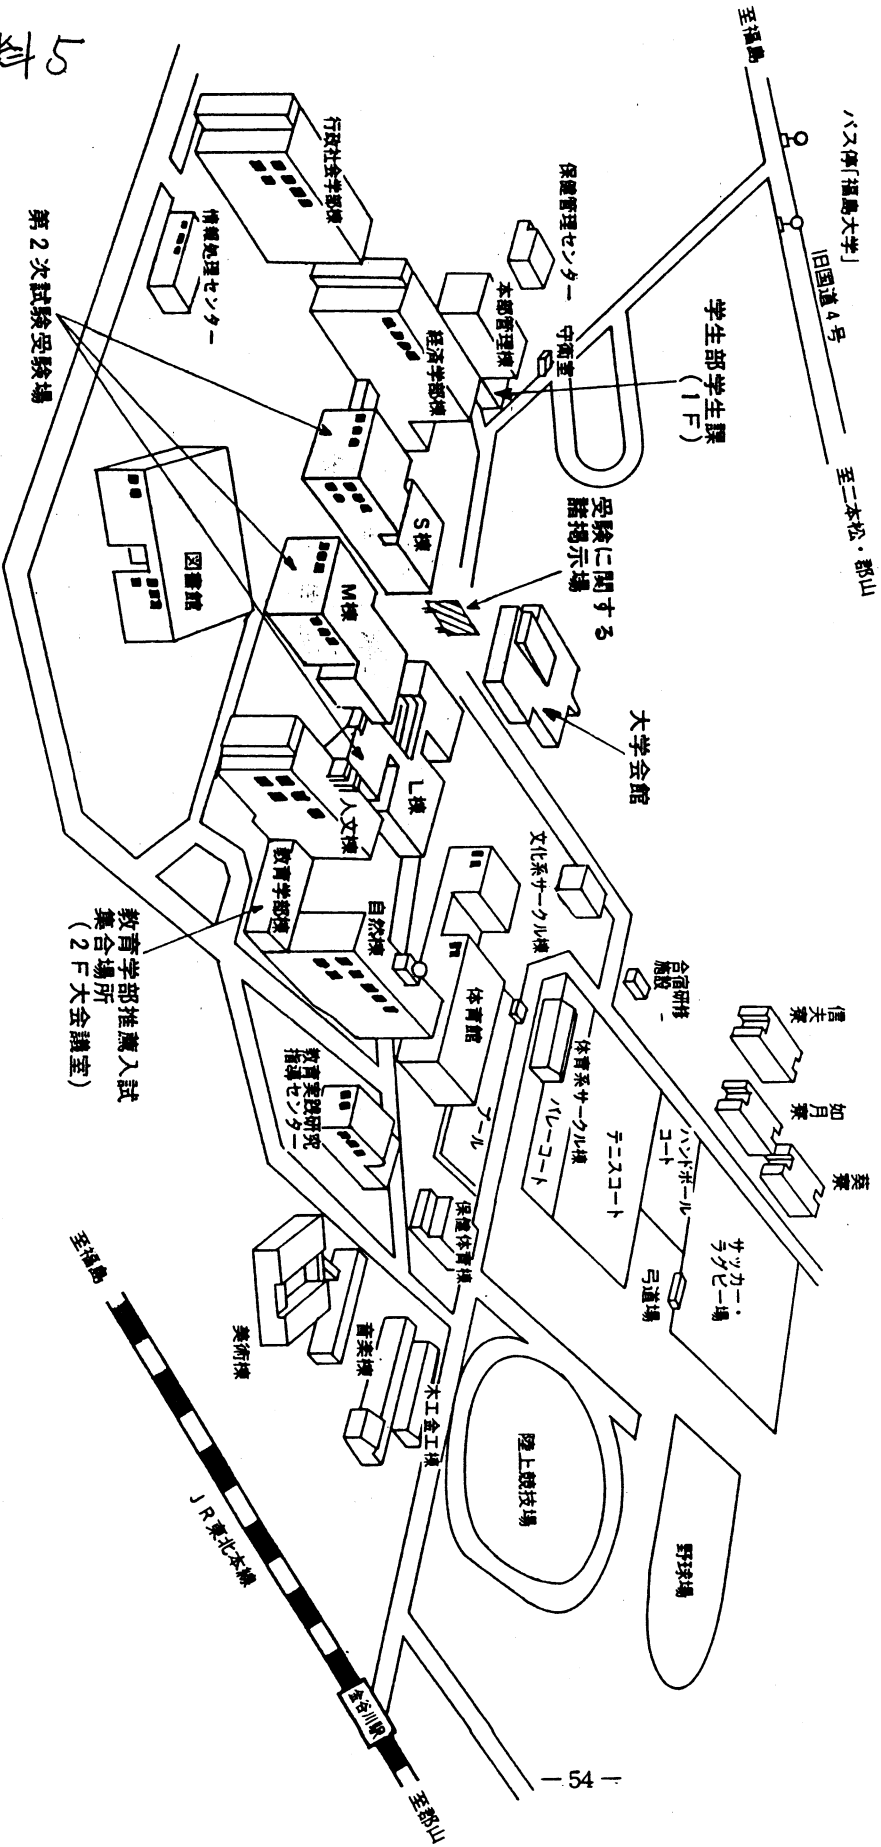 バス停「福島大学」
至福島
旧国道4号
至二本松・郡山
保健管理センター
守衛室
学生部学生課
(1F)
本部管理棟
行政社会学部棟
経済学部棟
情報処理センター
第2次試験受験場
S棟
受験に関する
諸掲示場
大学会館
図書館
M棟
L棟
人文棟
教育学部棟
自然棟
教育学部推薦入試
集合場所
(2F大会議室)
文化系サークル棟
合宿研修
施設
信夫
寮
如月
寮
葵
寮
体育館
プール
体育系サークル棟
バレーコート
テニスコート
ハンドボール
コート
サッカー・
ラグビー場
弓道場
教育実践研究
指導センター
保健体育棟
美術棟
音楽棟
木工金工棟
陸上競技場
野球場
至福島
JR東北本線
金谷川駅
至郡山
— 54 —
5